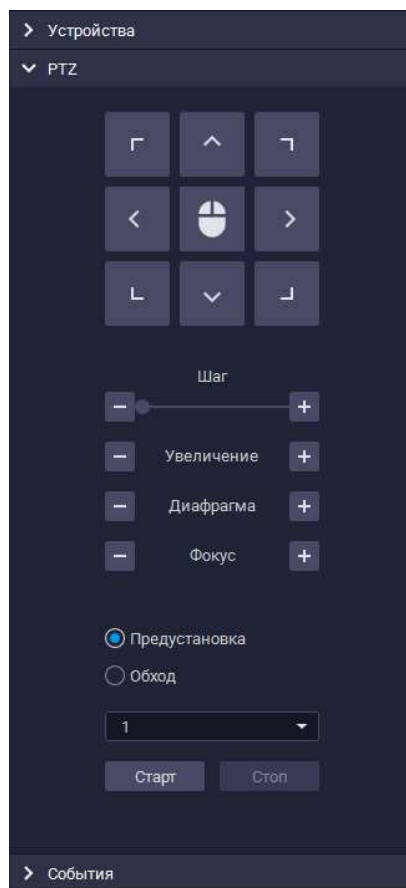 Устройства
PTZ
Шаг
Увеличение
Диафрагма
Фокус
Предустановка
Обход
1
Старт Стоп
События